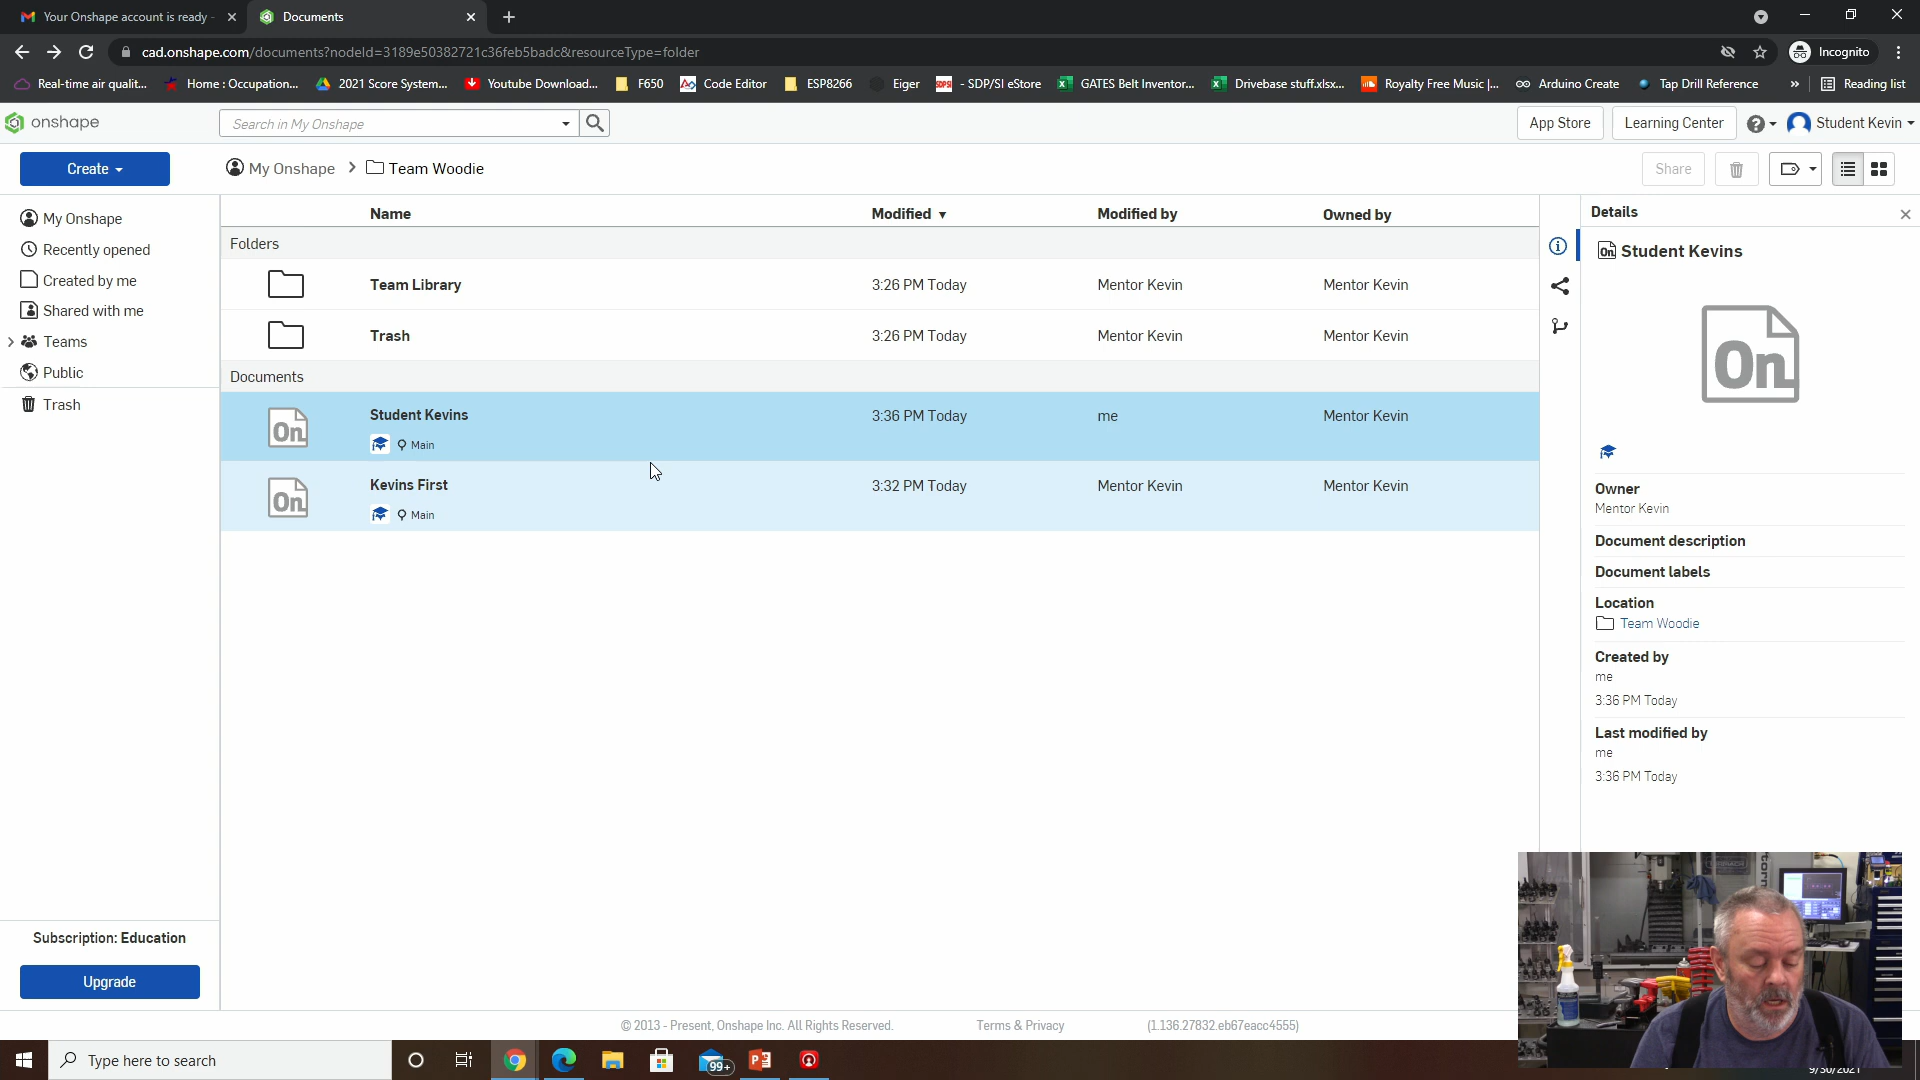 Your Onshape account is ready -
Documents
cad.onshape.com/documents?nodeId=3189e50382721c36feb5badc&resourceType=folder
Incognito
Real-time air qualit...
Home : Occupation...
2021 Score System...
Youtube Download...
F650
Code Editor
ESP8266
Eiger
- SDP/SI eStore
GATES Belt Inventor...
Drivebase stuff.xlsx...
Royalty Free Music |...
Arduino Create
Tap Drill Reference
»
Reading list
onshape
Search in My Onshape
App Store
Learning Center
Student Kevin
Create
My Onshape > Team Woodie
Share
My Onshape
Recently opened
Created by me
Shared with me
Teams
Public
Trash
Subscription: Education
Upgrade
Name Modified Modified by Owned by
Folders
Team Library 3:26 PM Today Mentor Kevin Mentor Kevin
Trash 3:26 PM Today Mentor Kevin Mentor Kevin
Documents
On Student Kevins 3:36 PM Today me Mentor Kevin
Main
On Kevins First 3:32 PM Today Mentor Kevin Mentor Kevin
Main
Details
On Student Kevins
On
Owner
Mentor Kevin
Document description
Document labels
Location
Team Woodie
Created by
me
3:36 PM Today
Last modified by
me
3:36 PM Today
© 2013 - Present, Onshape Inc. All Rights Reserved.
Terms & Privacy
(1.136.27832.eb67eacc4555)
Type here to search
99+
9/30/2021